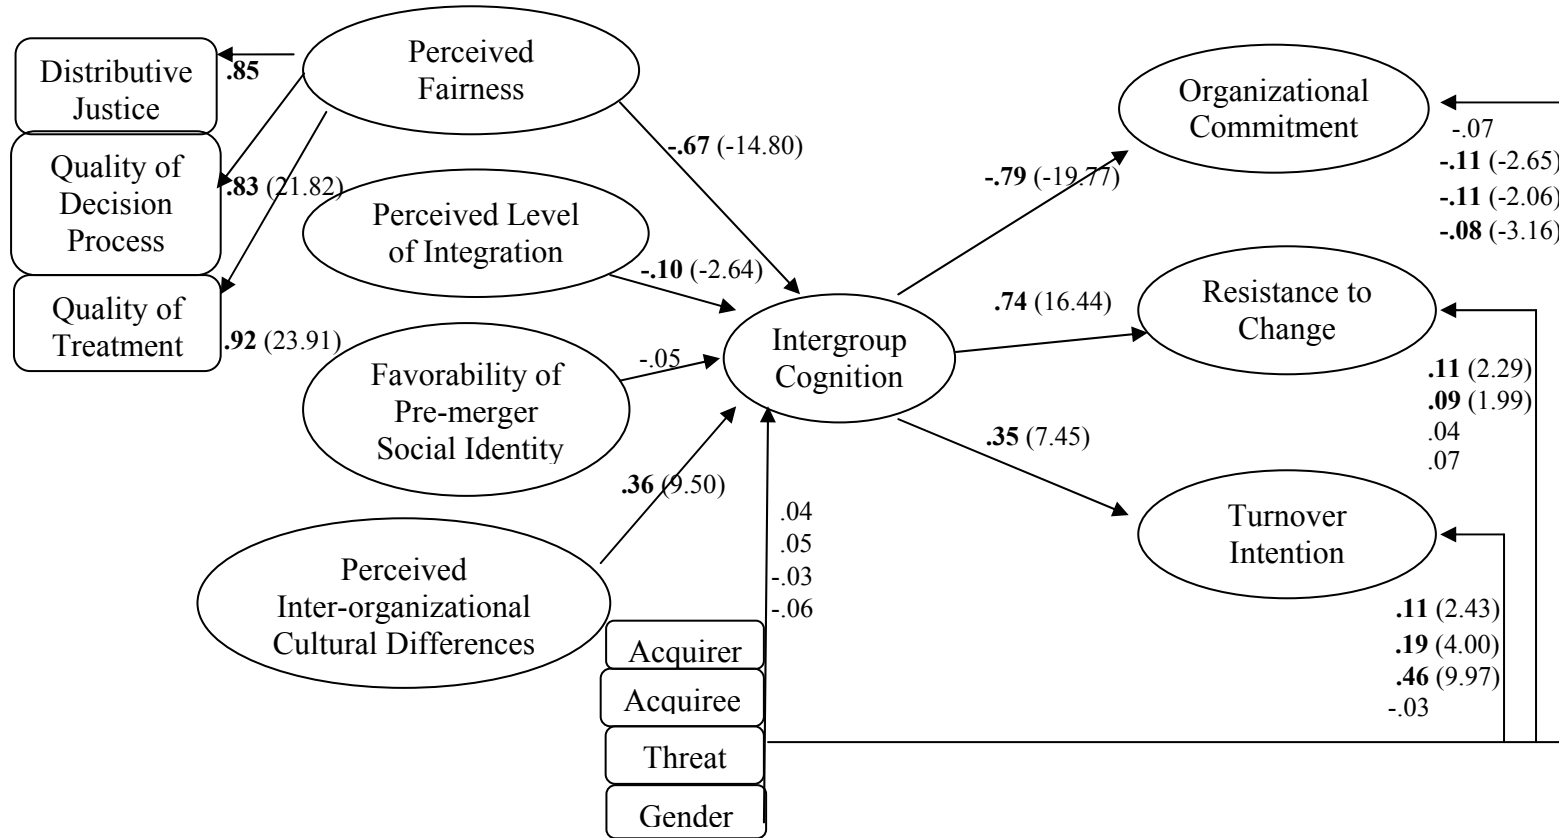 Distributive
Justice
Quality of
Decision
Process
Quality of
Treatment
.85
.83 (21.82)
.92 (23.91)
Perceived
Fairness
-.67 (-14.80)
Perceived Level
of Integration
-.10 (-2.64)
Favorability of
Pre-merger
Social Identity
-.05
Perceived
Inter-organizational
Cultural Differences
.36 (9.50)
Acquirer
Acquiree
Threat
Gender
.04
.05
-.03
-.06
Intergroup
Cognition
-.79 (-19.77)
.74 (16.44)
.35 (7.45)
Organizational
Commitment
-.07
-.11 (-2.65)
-.11 (-2.06)
-.08 (-3.16)
Resistance to
Change
.11 (2.29)
.09 (1.99)
.04
.07
Turnover
Intention
.11 (2.43)
.19 (4.00)
.46 (9.97)
-.03